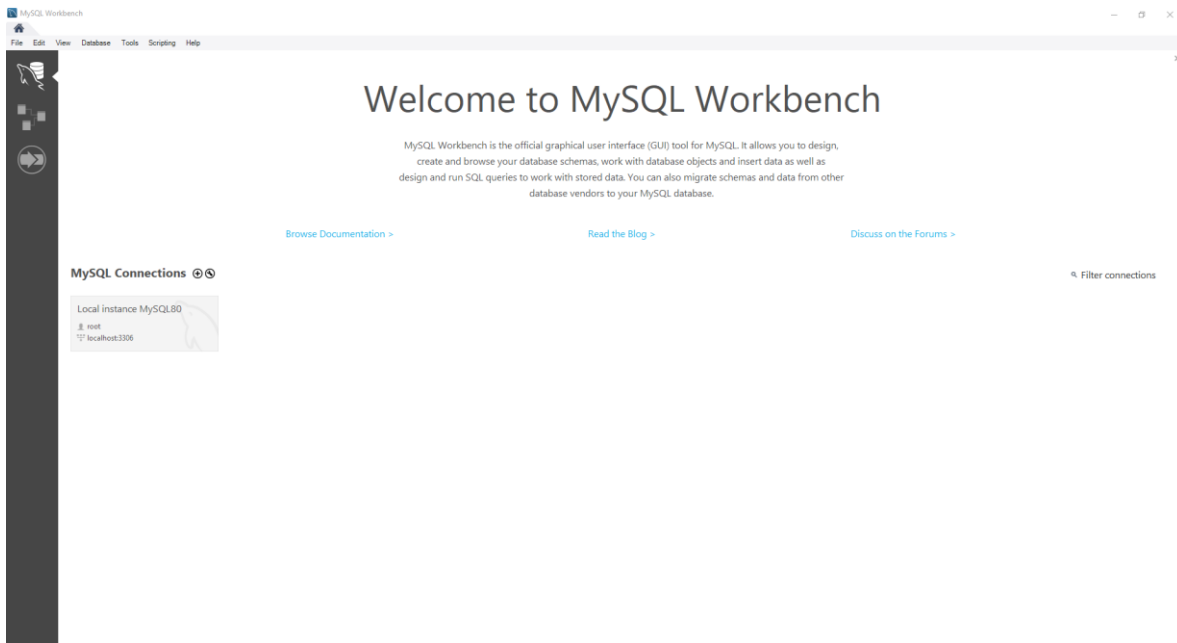 MySQL Workbench
File Edit View Database Tools Scripting Help
Welcome to MySQL Workbench
MySQL Workbench is the official graphical user interface (GUI) tool for MySQL. It allows you to design,
create and browse your database schemas, work with database objects and insert data as well as
design and run SQL queries to work with stored data. You can also migrate schemas and data from other
database vendors to your MySQL database.
Browse Documentation > Read the Blog > Discuss on the Forums >
MySQL Connections Filter connections
Local instance MySQL80
root
localhost:3306